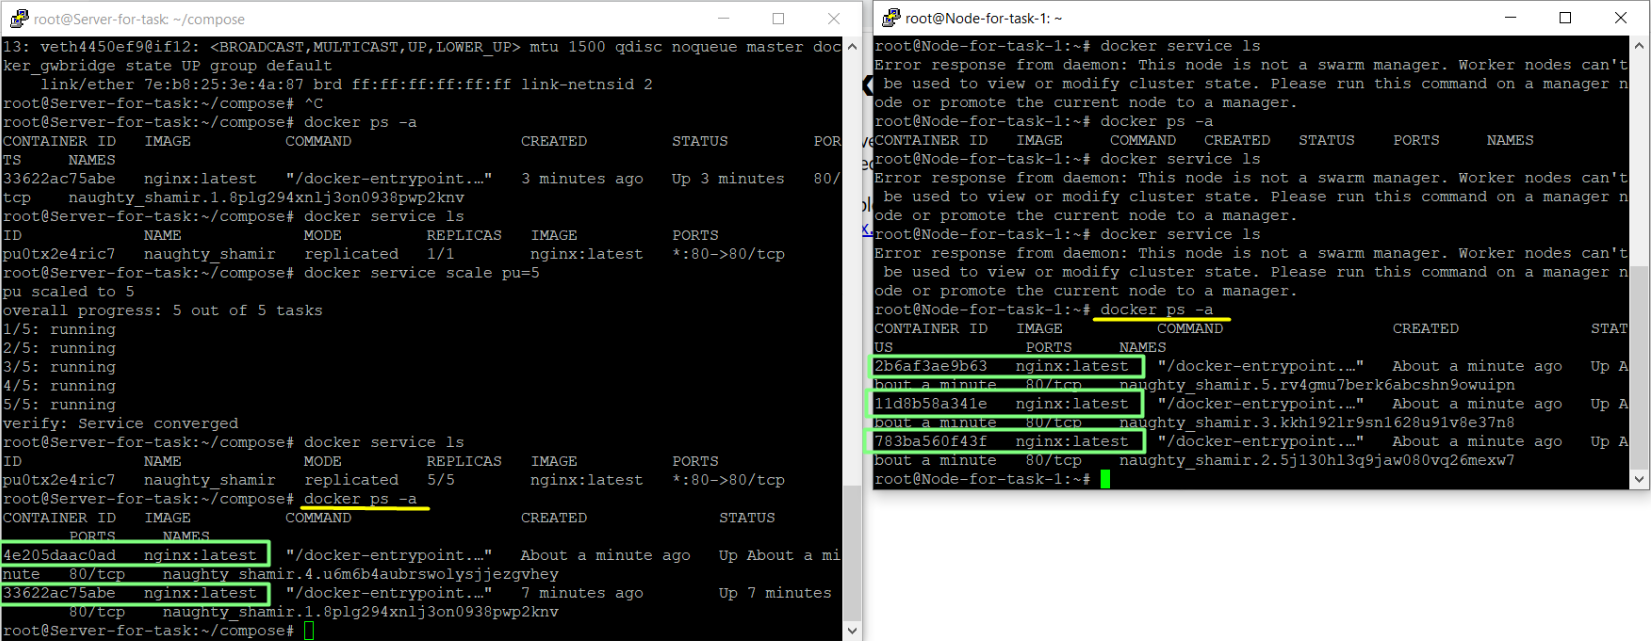 root@Server-for-task: ~/compose
13: veth4450ef9@if12: <BROADCAST,MULTICAST,UP,LOWER_UP> mtu 1500 qdisc noqueue master doc
ker_gwbridge state UP group default
    link/ether 7e:b8:25:3e:4a:87 brd ff:ff:ff:ff:ff:ff link-netnsid 2
root@Server-for-task:~/compose# ^C
root@Server-for-task:~/compose# docker ps -a
CONTAINER ID   IMAGE          COMMAND                  CREATED         STATUS         POR
TS     NAMES
33622ac75abe   nginx:latest   "/docker-entrypoint.…"   3 minutes ago   Up 3 minutes   80/
tcp    naughty_shamir.1.8plg294xnlj3on0938pwp2knv
root@Server-for-task:~/compose# docker service ls
ID             NAME             MODE         REPLICAS   IMAGE          PORTS
pu0tx2e4ric7   naughty_shamir   replicated   1/1        nginx:latest   *:80->80/tcp
root@Server-for-task:~/compose# docker service scale pu=5
pu scaled to 5
overall progress: 5 out of 5 tasks
1/5: running
2/5: running
3/5: running
4/5: running
5/5: running
verify: Service converged
root@Server-for-task:~/compose# docker service ls
ID             NAME             MODE         REPLICAS   IMAGE          PORTS
pu0tx2e4ric7   naughty_shamir   replicated   5/5        nginx:latest   *:80->80/tcp
root@Server-for-task:~/compose# docker ps -a
CONTAINER ID   IMAGE          COMMAND                  CREATED              STATUS
       PORTS     NAMES
4e205daac0ad   nginx:latest   "/docker-entrypoint.…"   About a minute ago   Up About a mi
nute   80/tcp    naughty_shamir.4.u6m6b4aubrswolysjjezgvhey
33622ac75abe   nginx:latest   "/docker-entrypoint.…"   7 minutes ago        Up 7 minutes
       80/tcp    naughty_shamir.1.8plg294xnlj3on0938pwp2knv
root@Server-for-task:~/compose#
root@Node-for-task-1: ~
root@Node-for-task-1:~# docker service ls
Error response from daemon: This node is not a swarm manager. Worker nodes can't
 be used to view or modify cluster state. Please run this command on a manager n
ode or promote the current node to a manager.
root@Node-for-task-1:~# docker ps -a
CONTAINER ID   IMAGE     COMMAND   CREATED   STATUS    PORTS     NAMES
root@Node-for-task-1:~# docker service ls
Error response from daemon: This node is not a swarm manager. Worker nodes can't
 be used to view or modify cluster state. Please run this command on a manager n
ode or promote the current node to a manager.
root@Node-for-task-1:~# docker service ls
Error response from daemon: This node is not a swarm manager. Worker nodes can't
 be used to view or modify cluster state. Please run this command on a manager n
ode or promote the current node to a manager.
root@Node-for-task-1:~# docker ps -a
CONTAINER ID   IMAGE          COMMAND                  CREATED              STAT
US              PORTS     NAMES
2b6af3ae9b63   nginx:latest   "/docker-entrypoint.…"   About a minute ago   Up A
bout a minute   80/tcp    naughty_shamir.5.rv4gmu7berk6abcshn9owuipn
11d8b58a341e   nginx:latest   "/docker-entrypoint.…"   About a minute ago   Up A
bout a minute   80/tcp    naughty_shamir.3.kkh192lr9sn1628u91v8e37n8
783ba560f43f   nginx:latest   "/docker-entrypoint.…"   About a minute ago   Up A
bout a minute   80/tcp    naughty_shamir.2.5j130hl3q9jaw080vq26mexw7
root@Node-for-task-1:~#